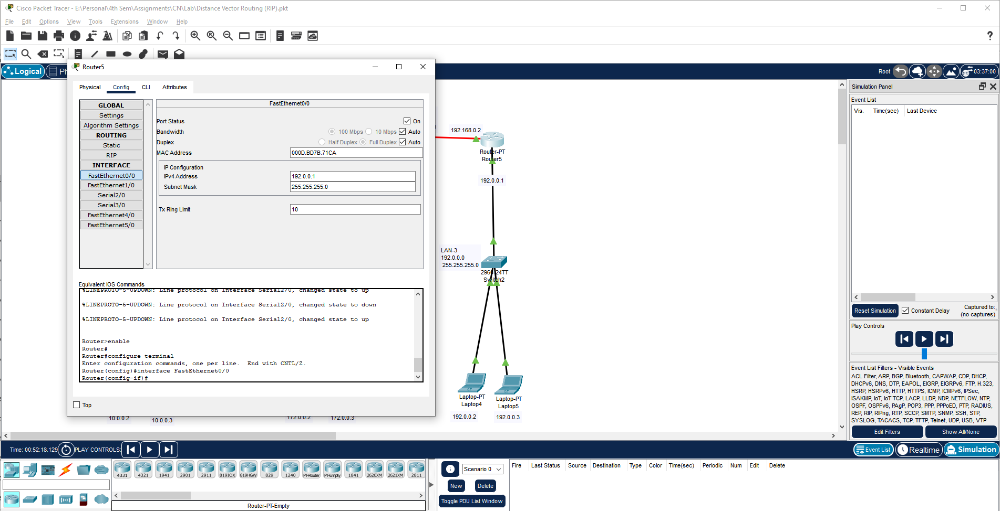 Cisco Packet Tracer - E:\Personal\4th Sem\Assignments\CN\Lab\Distance Vector Routing (RIP).pkt
File Edit Options View Tools Extensions Window Help
Logical
Root
03:37:00
Router5
Physical Config CLI Attributes
GLOBAL
Settings
Algorithm Settings
ROUTING
Static
RIP
INTERFACE
FastEthernet0/0
FastEthernet1/0
Serial2/0
Serial3/0
FastEthernet4/0
FastEthernet5/0
FastEthernet0/0
Port Status On
Bandwidth 100 Mbps 10 Mbps Auto
Duplex Half Duplex Full Duplex Auto
MAC Address 000D.BD7B.71CA
IP Configuration
IPv4 Address 192.0.0.1
Subnet Mask 255.255.255.0
Tx Ring Limit 10
Equivalent IOS Commands
%LINEPROTO-5-UPDOWN: Line protocol on Interface Serial2/0, changed state to up
%LINEPROTO-5-UPDOWN: Line protocol on Interface Serial2/0, changed state to down
%LINEPROTO-5-UPDOWN: Line protocol on Interface Serial2/0, changed state to up
Router>enable
Router#
Router#configure terminal
Enter configuration commands, one per line. End with CNTL/Z.
Router(config)#interface FastEthernet0/0
Router(config-if)#
Top
192.168.0.2
Router-PT
Router5
192.0.0.1
LAN-3
192.0.0.0
255.255.255.0
2960-24TT
Switch2
Laptop-PT
Laptop4
Laptop-PT
Laptop5
192.0.0.2
192.0.0.3
10.0.0.2
10.0.0.3
172.0.0.2
172.0.0.3
Simulation Panel
Event List
Vis. Time(sec) Last Device
Reset Simulation Constant Delay
Captured to:
(no captures)
Play Controls
Event List Filters - Visible Events
ACL Filter, ARP, BGP, Bluetooth, CAPWAP, CDP, DHCP,
DHCPv6, DNS, DTP, EAPOL, EIGRP, EIGRPv6, FTP, H.323,
HSRP, HSRPv6, HTTP, HTTPS, ICMP, ICMPv6, IPSec,
ISAKMP, IoT, IoT TCP, LACP, LLDP, NDP, NETFLOW, NTP,
OSPF, OSPFv6, PAgP, POP3, PPP, PPPoED, PTP, RADIUS,
REP, RIP, RIPng, RTP, SCCP, SMTP, SNMP, SSH, STP,
SYSLOG, TACACS, TCP, TFTP, Telnet, UDP, USB, VTP
Edit Filters Show All/None
Time: 00:52:18.129 PLAY CONTROLS:
Event List Realtime Simulation
4331 4321 1941 2901 2911 819IOX 819HGW 829 1240 PT-Router PT-Empty 1841 2620XM 2621XM 2811
Router-PT-Empty
Scenario 0
New Delete
Toggle PDU List Window
Fire Last Status Source Destination Type Color Time(sec) Periodic Num Edit Delete